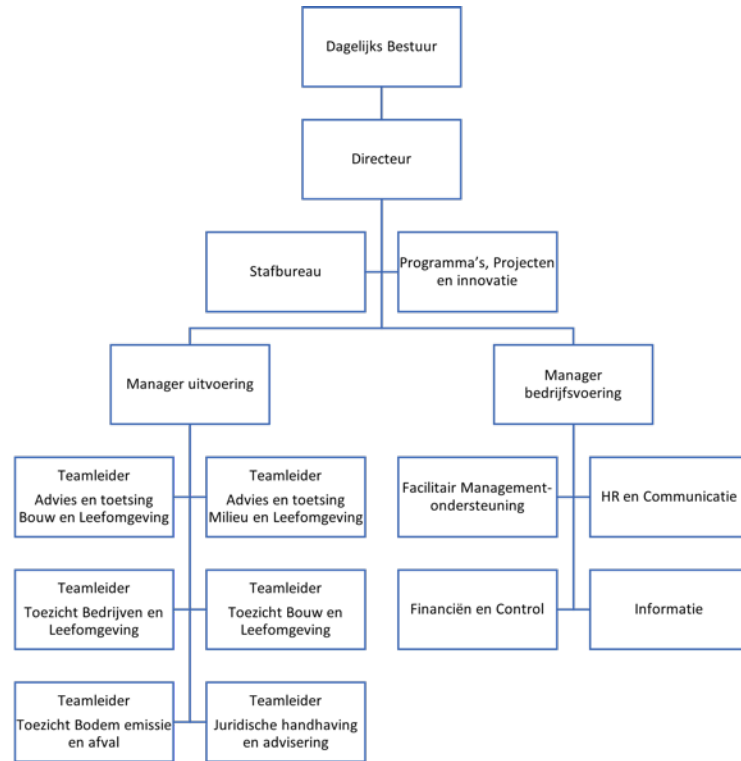 Dagelijks Bestuur
Directeur
Stafbureau
Programma's, Projecten
en innovatie
Manager uitvoering
Manager
bedrijfsvoering
Teamleider
Advies en toetsing
Bouw en Leefomgeving
Teamleider
Advies en toetsing
Milieu en Leefomgeving
Facilitair Management-
ondersteuning
HR en Communicatie
Teamleider
Toezicht Bedrijven en
Leefomgeving
Teamleider
Toezicht Bouw en
Leefomgeving
Financiën en Control
Informatie
Teamleider
Toezicht Bodem emissie
en afval
Teamleider
Juridische handhaving
en advisering